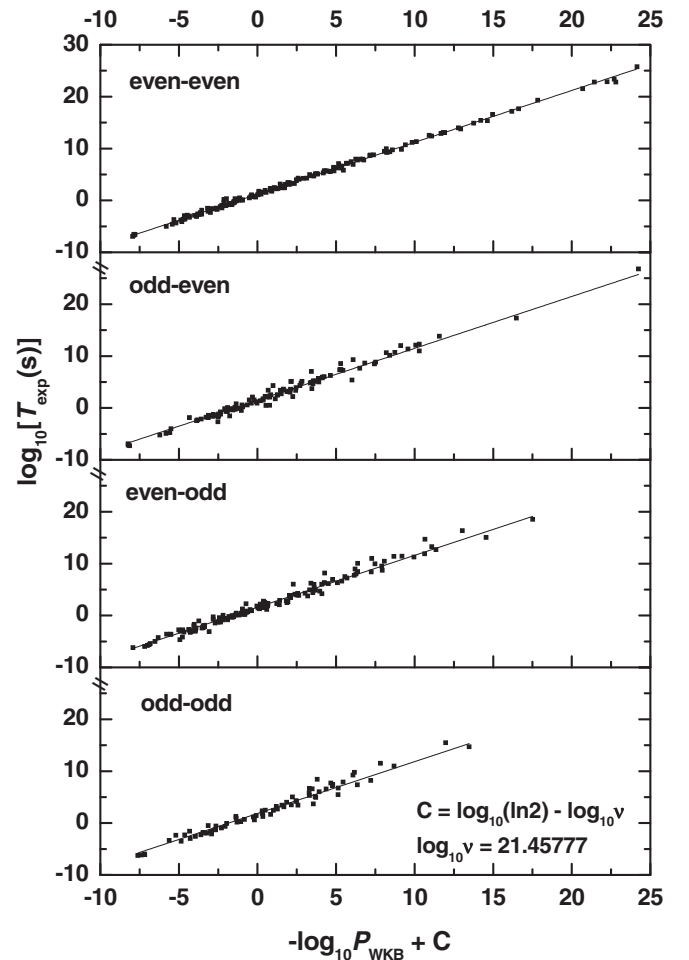 -10 -5 0 5 10 15 20 25
30
20
10
0
-10
even-even
20
10
0
-10
odd-even
20
10
0
-10
even-odd
20
10
0
-10
odd-odd
C = log₁₀(ln2) - log₁₀ν
log₁₀ν = 21.45777
-10 -5 0 5 10 15 20 25
log₁₀[T_exp(s)]
-log₁₀P_WKB + C